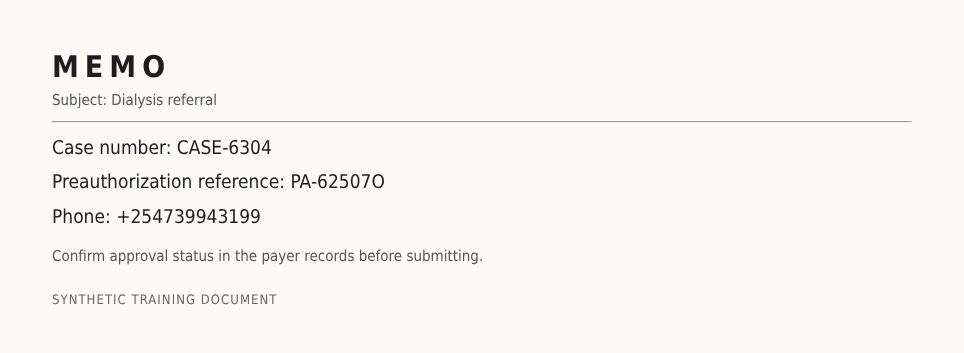 MEMO
Subject: Dialysis referral
Case number: CASE-6304
Preauthorization reference: PA-62507O
Phone: +254739943199
Confirm approval status in the payer records before submitting.
SYNTHETIC TRAINING DOCUMENT